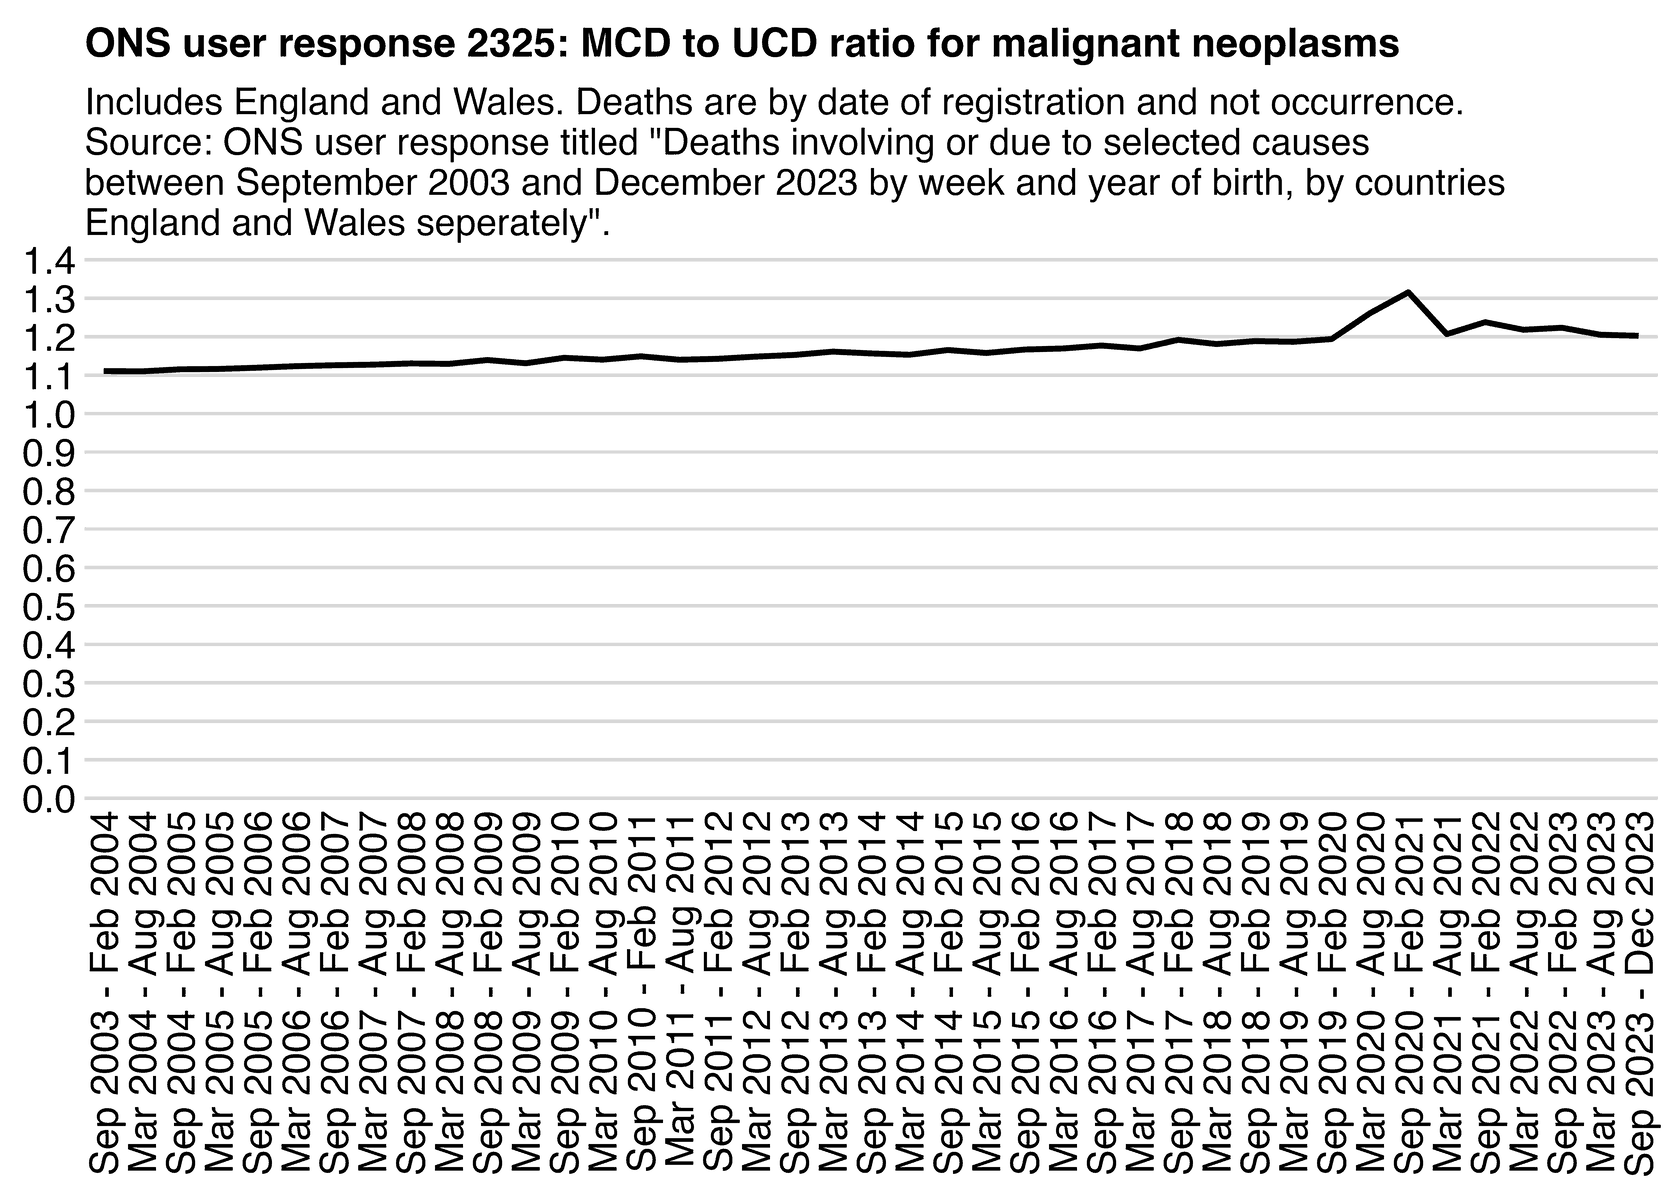 ONS user response 2325: MCD to UCD ratio for malignant neoplasms
Includes England and Wales. Deaths are by date of registration and not occurrence.
Source: ONS user response titled "Deaths involving or due to selected causes
between September 2003 and December 2023 by week and year of birth, by countries
England and Wales seperately".
1.4
1.3
1.2
1.1
1.0
0.9
0.8
0.7
0.6
0.5
0.4
0.3
0.2
0.1
0.0
Sep 2003 - Feb 2004
Mar 2004 - Aug 2004
Sep 2004 - Feb 2005
Mar 2005 - Aug 2005
Sep 2005 - Feb 2006
Mar 2006 - Aug 2006
Sep 2006 - Feb 2007
Mar 2007 - Aug 2007
Sep 2007 - Feb 2008
Mar 2008 - Aug 2008
Sep 2008 - Feb 2009
Mar 2009 - Aug 2009
Sep 2009 - Feb 2010
Mar 2010 - Aug 2010
Sep 2010 - Feb 2011
Mar 2011 - Aug 2011
Sep 2011 - Feb 2012
Mar 2012 - Aug 2012
Sep 2012 - Feb 2013
Mar 2013 - Aug 2013
Sep 2013 - Feb 2014
Mar 2014 - Aug 2014
Sep 2014 - Feb 2015
Mar 2015 - Aug 2015
Sep 2015 - Feb 2016
Mar 2016 - Aug 2016
Sep 2016 - Feb 2017
Mar 2017 - Aug 2017
Sep 2017 - Feb 2018
Mar 2018 - Aug 2018
Sep 2018 - Feb 2019
Mar 2019 - Aug 2019
Sep 2019 - Feb 2020
Mar 2020 - Aug 2020
Sep 2020 - Feb 2021
Mar 2021 - Aug 2021
Sep 2021 - Feb 2022
Mar 2022 - Aug 2022
Sep 2022 - Feb 2023
Mar 2023 - Aug 2023
Sep 2023 - Dec 2023